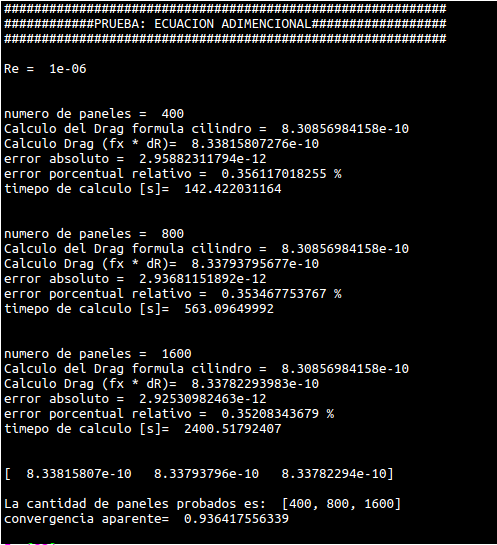 ###########################################################
############PRUEBA: ECUACION ADIMENCIONAL##################
###########################################################
Re =  1e-06
numero de paneles =  400
Calculo del Drag formula cilindro =  8.30856984158e-10
Calculo Drag (fx * dR)=  8.33815807276e-10
error absoluto =  2.95882311794e-12
error porcentual relativo =  0.356117018255 %
timepo de calculo [s]=  142.422031164
numero de paneles =  800
Calculo del Drag formula cilindro =  8.30856984158e-10
Calculo Drag (fx * dR)=  8.33793795677e-10
error absoluto =  2.93681151892e-12
error porcentual relativo =  0.353467753767 %
timepo de calculo [s]=  563.09649992
numero de paneles =  1600
Calculo del Drag formula cilindro =  8.30856984158e-10
Calculo Drag (fx * dR)=  8.33782293983e-10
error absoluto =  2.92530982463e-12
error porcentual relativo =  0.35208343679 %
timepo de calculo [s]=  2400.51792407
[  8.33815807e-10   8.33793796e-10   8.33782294e-10]
La cantidad de paneles probados es:  [400, 800, 1600]
convergencia aparente=  0.936417556339